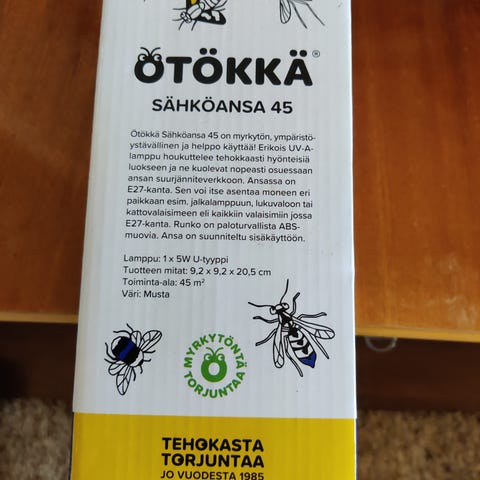 ÖTÖKKÄ®
SÄHKÖANSA 45
Ötökkä Sähköansa 45 on myrkytön, ympäristö-
ystävällinen ja helppo käyttää! Erikois UV-A-
lamppu houkuttelee tehokkaasti hyönteisiä
luokseen ja ne kuolevat nopeasti osuessaan
ansan suurjänniteverkkoon. Ansassa on
E27-kanta. Sen voi itse asentaa moneen eri
paikkaan esim. jalkalamppuun, lukuvaloon tai
kattovalaisimeen eli kaikkiin valaisimiin jossa
E27-kanta. Runko on paloturvallista ABS-
muovia. Ansa on suunniteltu sisäkäyttöön.
Lamppu: 1 x 5W U-tyyppi
Tuotteen mitat: 9,2 x 9,2 x 20,5 cm
Toiminta-ala: 45 m²
Väri: Musta
MYRKYTÖNTÄ
Ö
TORJUNTAA
TEHOKASTA
TORJUNTAA
JO VUODESTA 1985